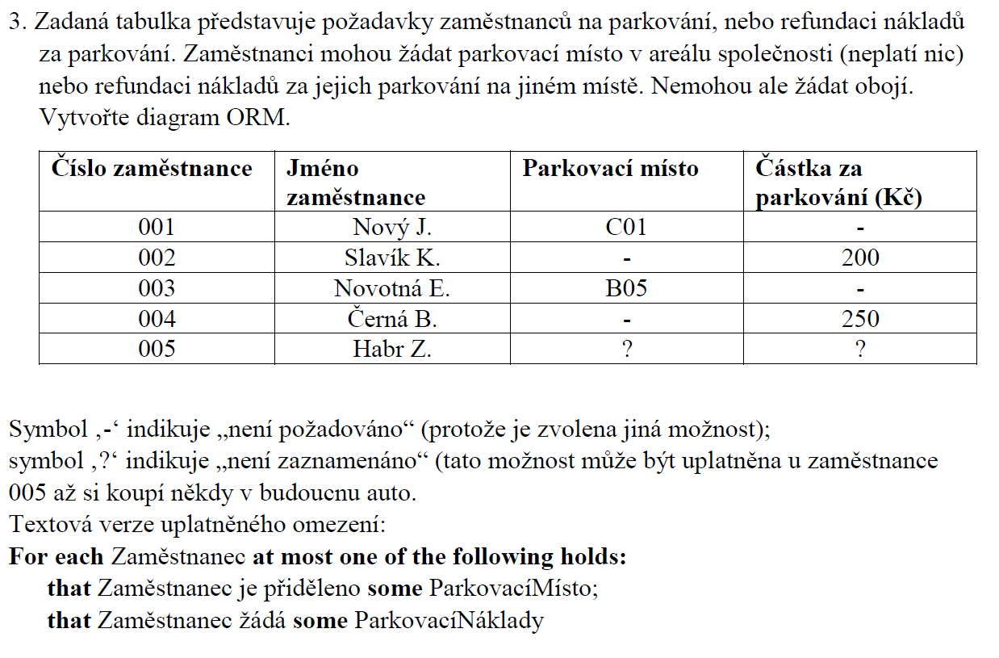 3. Zadaná tabulka představuje požadavky zaměstnanců na parkování, nebo refundaci nákladů
za parkování. Zaměstnanci mohou žádat parkovací místo v areálu společnosti (neplatí nic)
nebo refundaci nákladů za jejich parkování na jiném místě. Nemohou ale žádat obojí.
Vytvořte diagram ORM.
Číslo zaměstnance Jméno zaměstnance Parkovací místo Částka za parkování (Kč)
001 Nový J. C01 -
002 Slavík K. - 200
003 Novotná E. B05 -
004 Černá B. - 250
005 Habr Z. ? ?
Symbol ‚-‘ indikuje „není požadováno“ (protože je zvolena jiná možnost);
symbol ‚?‘ indikuje „není zaznamenáno“ (tato možnost může být uplatněna u zaměstnance
005 až si koupí někdy v budoucnu auto.
Textová verze uplatněného omezení:
For each Zaměstnanec at most one of the following holds:
that Zaměstnanec je přiděleno some ParkovacíMísto;
that Zaměstnanec žádá some ParkovacíNáklady